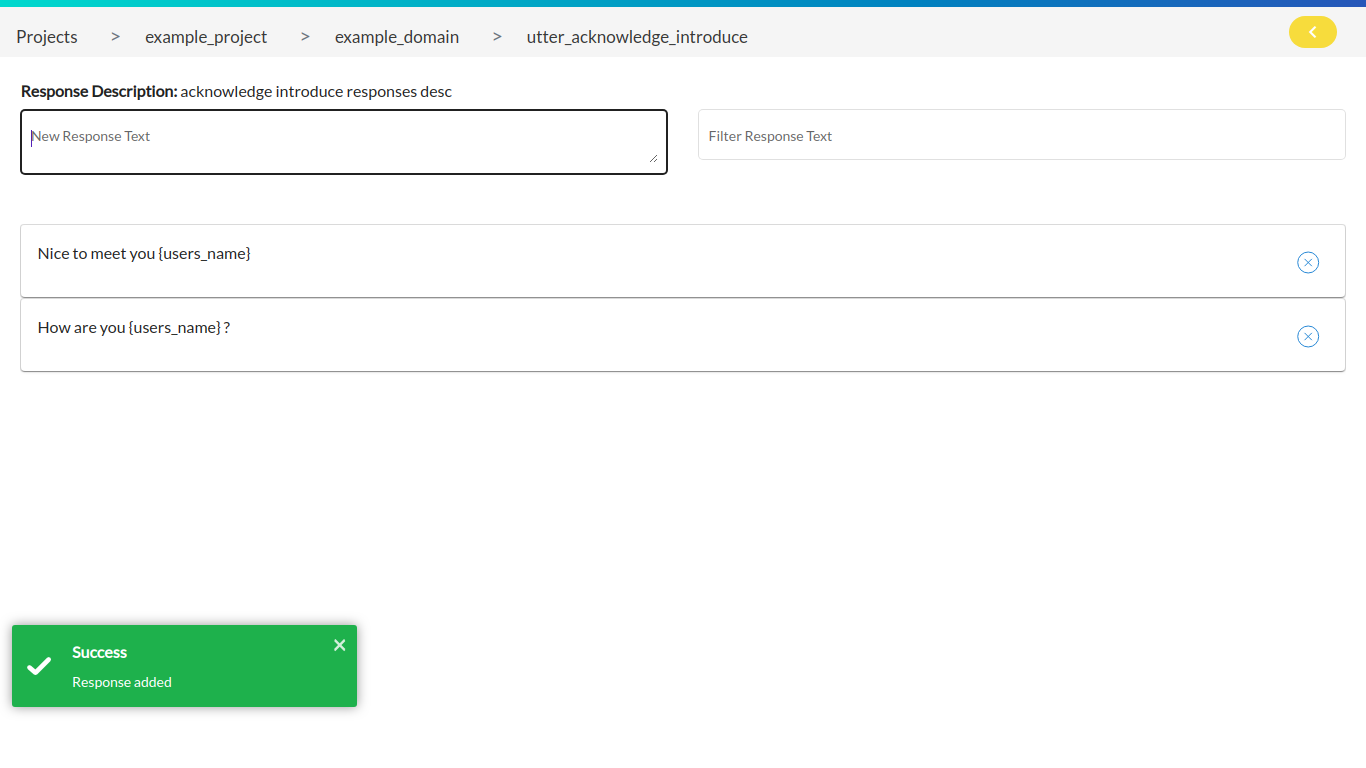 Projects > example_project > example_domain > utter_acknowledge_introduce
Response Description: acknowledge introduce responses desc
New Response Text
Filter Response Text
Nice to meet you {users_name}
How are you {users_name} ?
Success
Response added